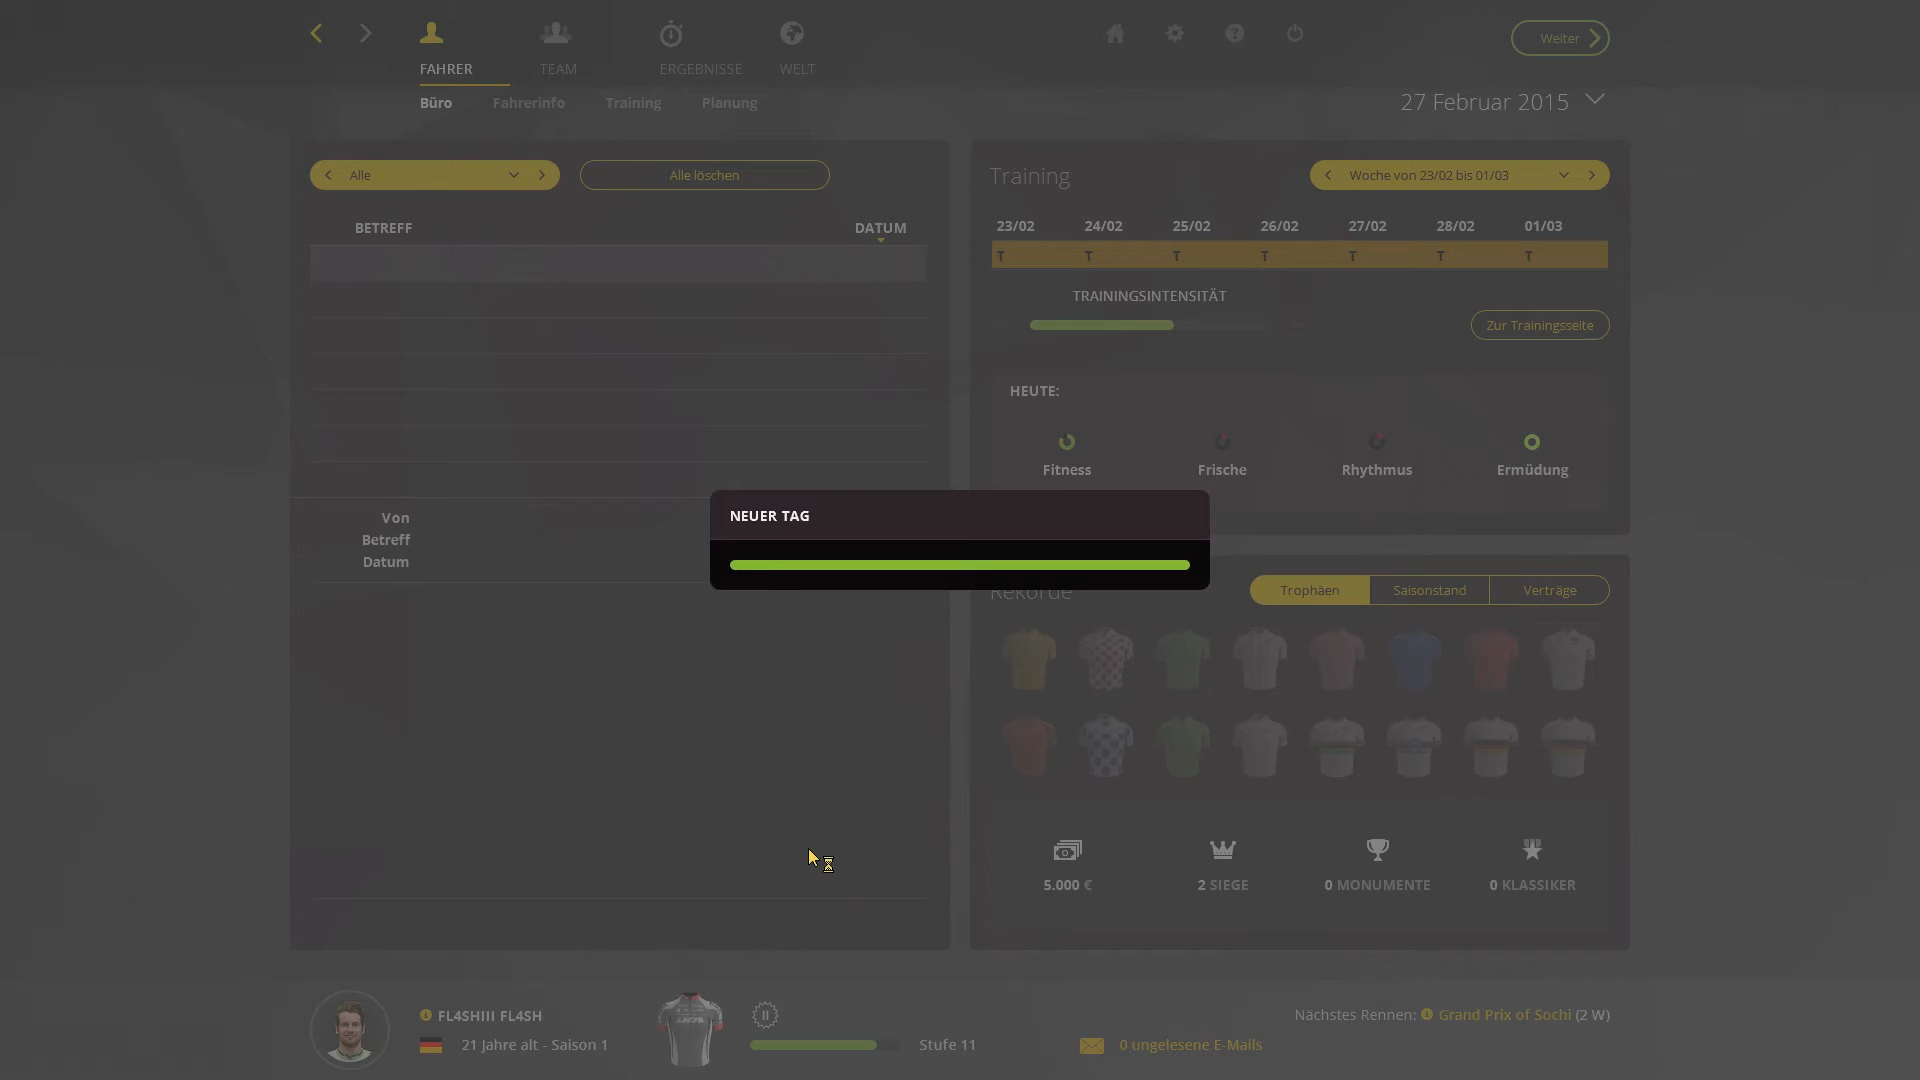 FAHRER
TEAM
ERGEBNISSE
WELT
Weiter
Büro
Fahrerinfo
Training
Planung
27 Februar 2015
Alle
Alle löschen
BETREFF
DATUM
Von
Betreff
Datum
Training
Woche von 23/02 bis 01/03
23/02 24/02 25/02 26/02 27/02 28/02 01/03
T T T T T T T
TRAININGSINTENSITÄT
Zur Trainingsseite
HEUTE:
Fitness
Frische
Rhythmus
Ermüdung
NEUER TAG
Rekorde
Trophäen
Saisonstand
Verträge
5.000 €
2 SIEGE
0 MONUMENTE
0 KLASSIKER
FL4SHIII FL4SH
21 Jahre alt - Saison 1
II
Stufe 11
Nächstes Rennen: Grand Prix of Sochi (2 W)
0 ungelesene E-Mails